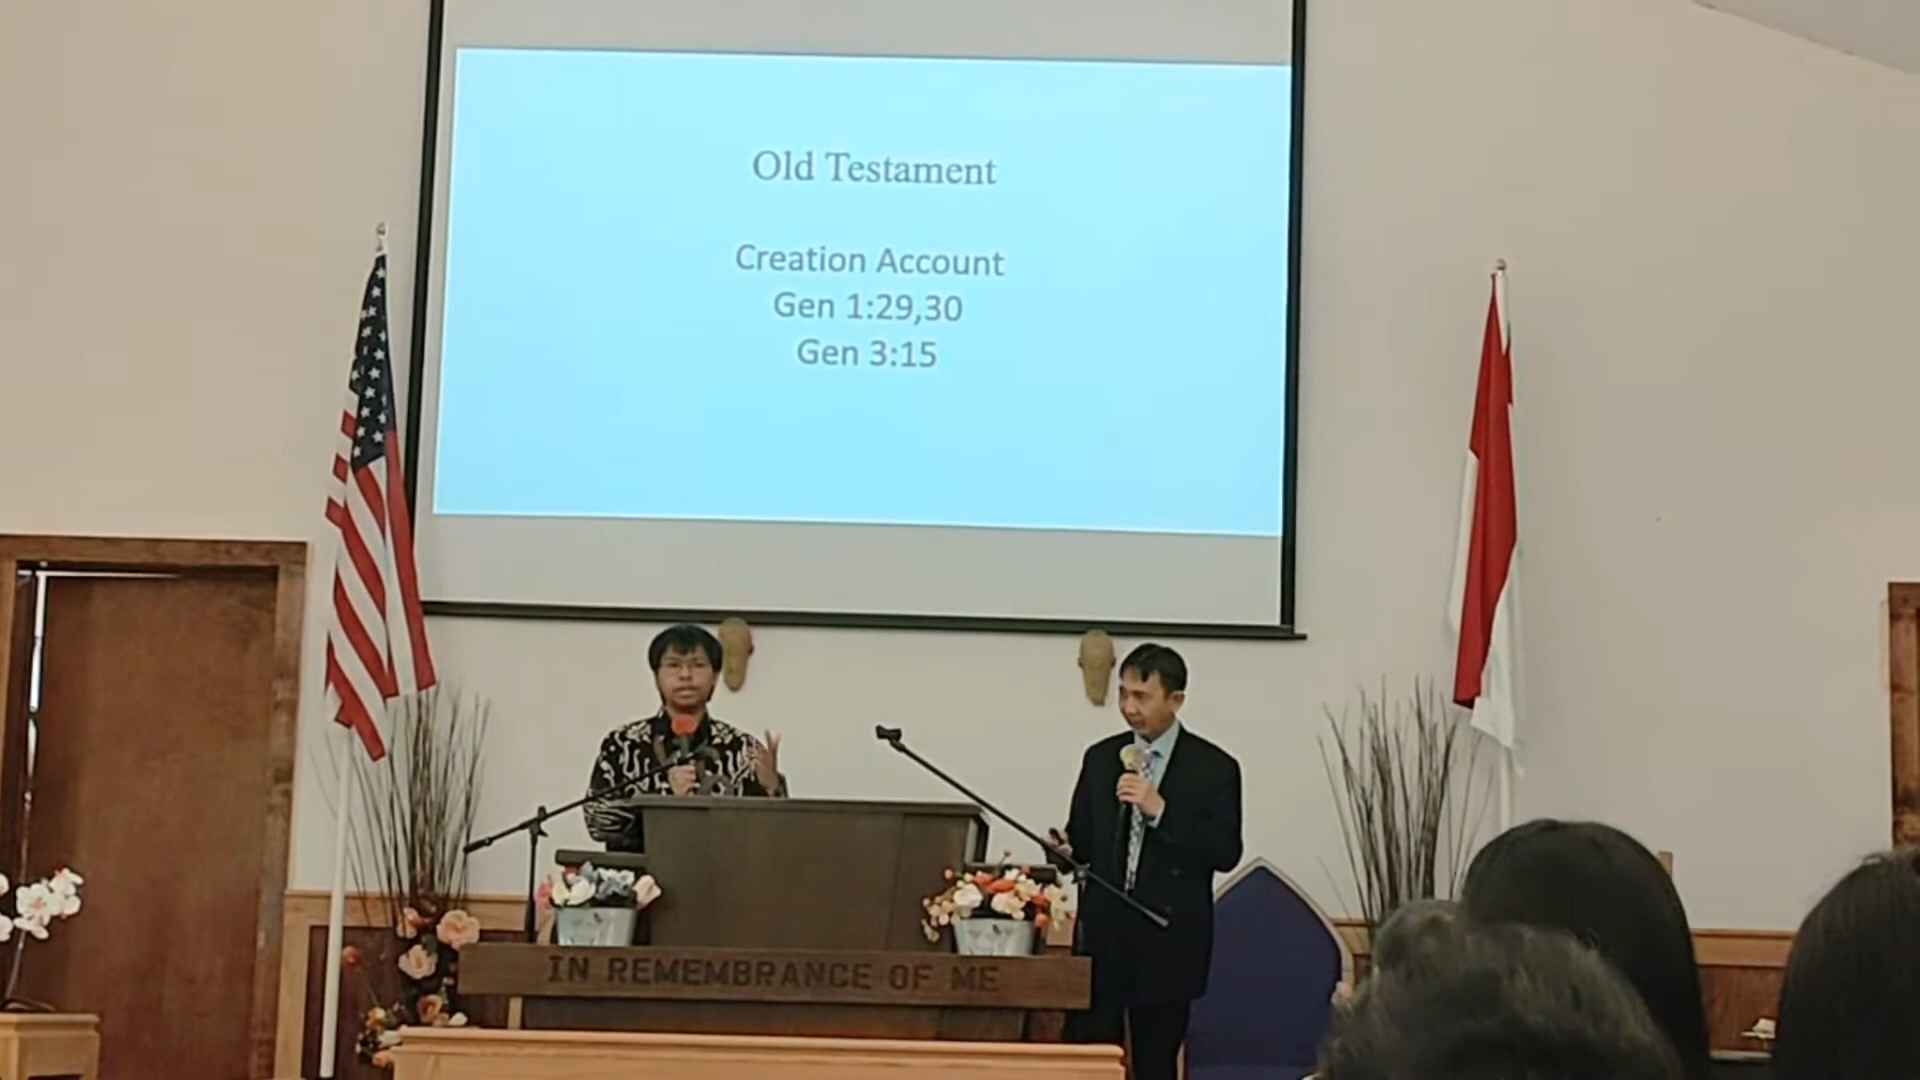 Old Testament
Creation Account
Gen 1:29,30
Gen 3:15
IN REMEMBRANCE OF ME